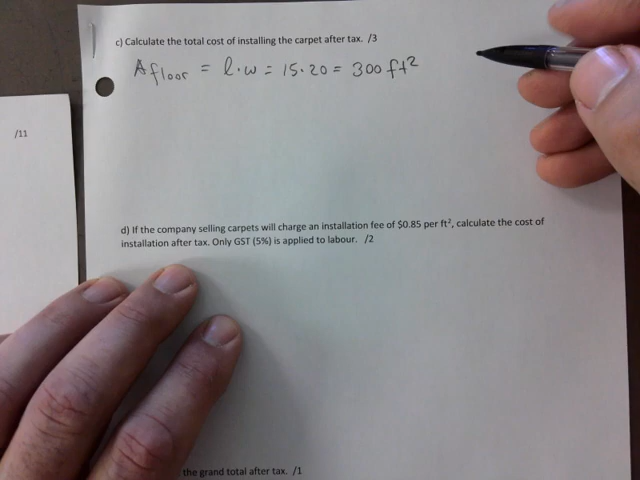 c) Calculate the total cost of installing the carpet after tax. /3
A floor = l·w = 15·20 = 300 ft²
/11
d) If the company selling carpets will charge an installation fee of $0.85 per ft², calculate the cost of
installation after tax. Only GST (5%) is applied to labour. /2
the grand total after tax. /1